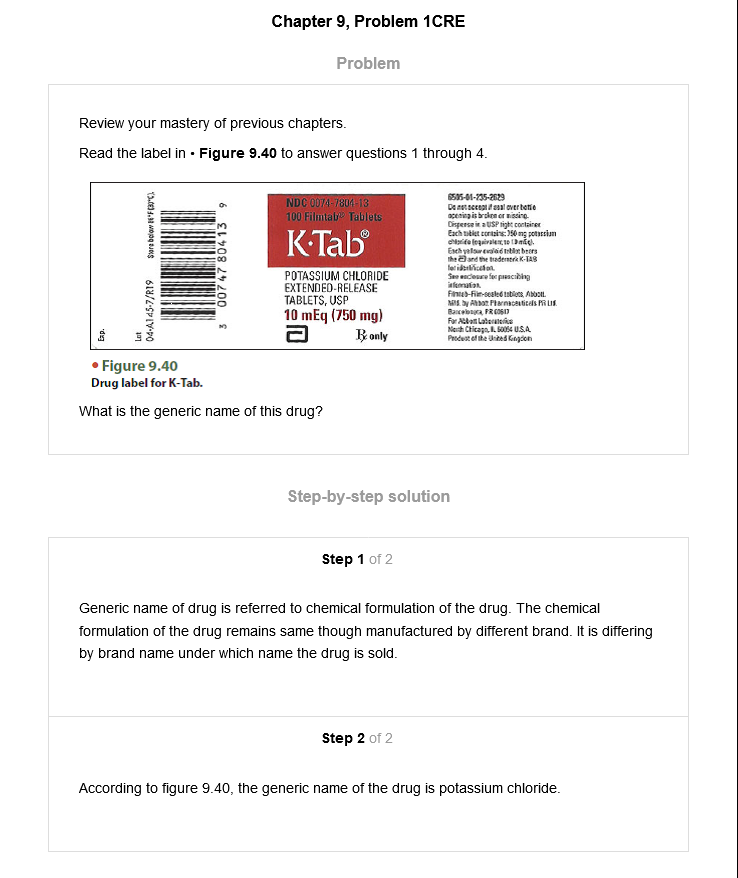 Chapter 9, Problem 1CRE
Problem
Review your mastery of previous chapters.
Read the label in • Figure 9.40 to answer questions 1 through 4.
Exp.
Lot
04-A145-7/R19 Store below 86°F (30°C).
3 00747 80413 9
NDC 0074-7804-13
100 Filmtab® Tablets
K-Tab®
POTASSIUM CHLORIDE
EXTENDED-RELEASE
TABLETS, USP
10 mEq (750 mg)
Rx only
6505-01-235-2629
Do not accept if seal over bottle
opening is broken or missing.
Dispense in a USP tight container.
Each tablet contains: 750 mg potassium
chloride (equivalent to 10 mEq).
Each yellow ovaloid tablet bears
the and the trademark K-TAB
for identification.
See enclosure for prescribing
information.
Filmtab-Film-sealed tablets, Abbott.
Mfd. by Abbott Pharmaceuticals PR Ltd.
Barceloneta, PR 00617
For Abbott Laboratories
North Chicago, IL 60064 U.S.A.
Product of the United Kingdom
• Figure 9.40
Drug label for K-Tab.
What is the generic name of this drug?
Step-by-step solution
Step 1 of 2
Generic name of drug is referred to chemical formulation of the drug. The chemical
formulation of the drug remains same though manufactured by different brand. It is differing
by brand name under which name the drug is sold.
Step 2 of 2
According to figure 9.40, the generic name of the drug is potassium chloride.